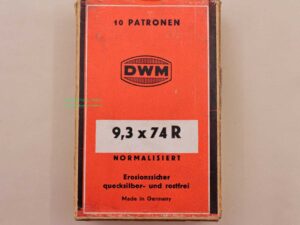 10 PATRONEN
DWM
9,3 x 74 R
NORMALISIERT
Erosionssicher
quecksilber- und rostfrei
Made in Germany